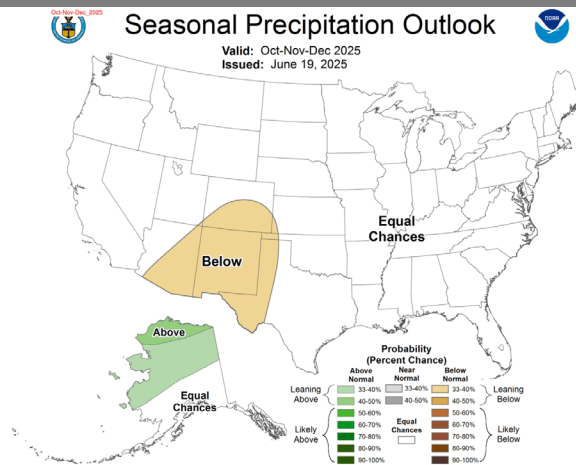 Oct-Nov-Dec_2025
Seasonal Precipitation Outlook
NOAA
Valid: Oct-Nov-Dec 2025
Issued: June 19, 2025
Equal
Chances
Below
Above
Equal
Chances
Probability
(Percent Chance)
Above
Normal
Near
Normal
Below
Normal
Leaning
Above
33-40%
40-50%
33-40%
40-50%
33-40%
40-50%
Leaning
Below
Likely
Above
50-60%
60-70%
70-80%
80-90%
90-100%
Equal
Chances
50-60%
60-70%
70-80%
80-90%
90-100%
Likely
Below